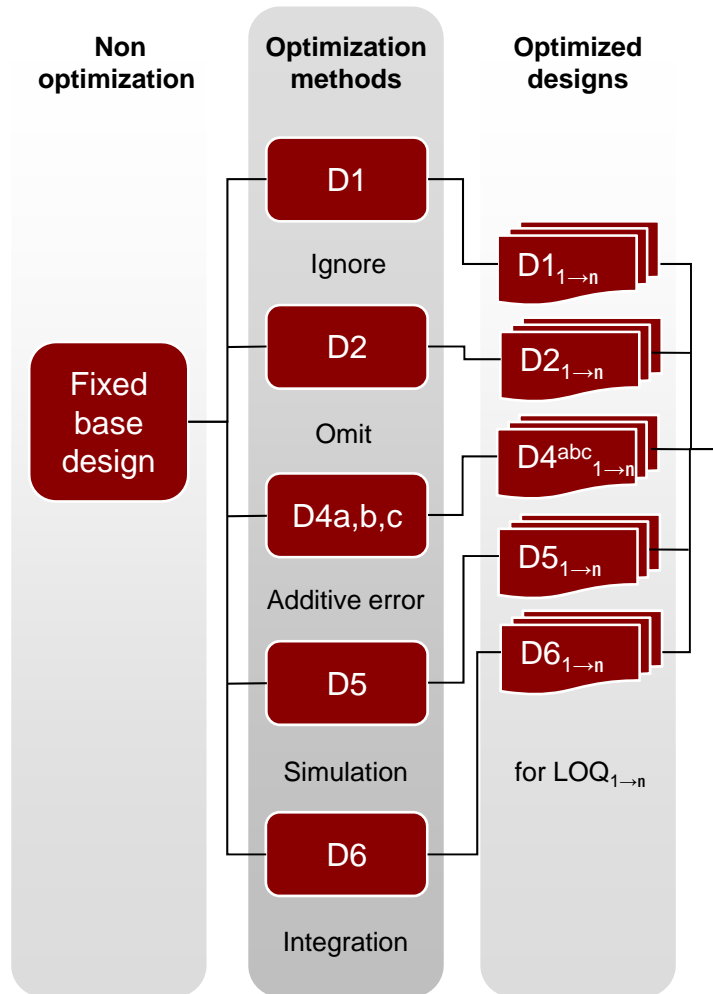 Non
optimization
Optimization
methods
Optimized
designs
Fixed
base
design
D1
Ignore
D2
Omit
D4a,b,c
Additive error
D5
Simulation
D6
Integration
D1₁→ₙ
D2₁→ₙ
D4ᵃᵇᶜ₁→ₙ
D5₁→ₙ
D6₁→ₙ
for LOQ₁→ₙ